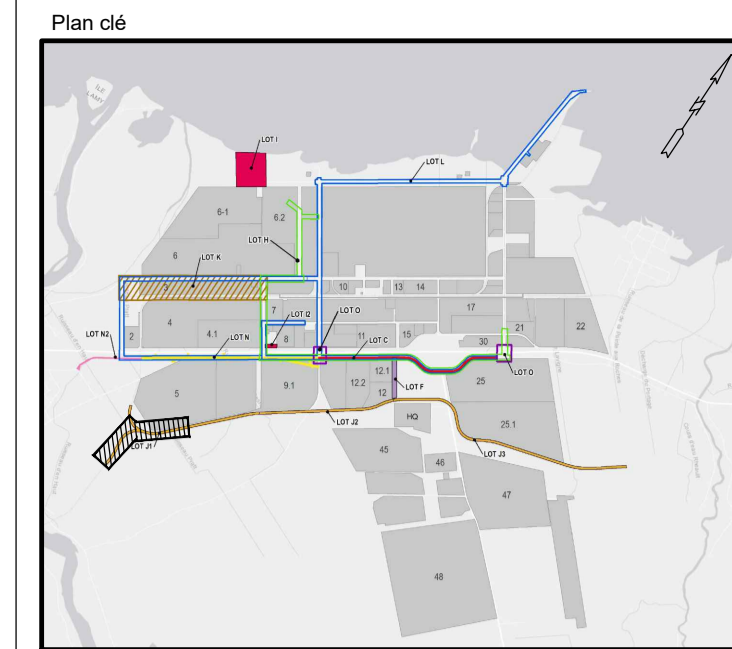 Plan clé
ILE
LAMY
LOT I
LOT L
6-1
6.2
LOT H
6
LOT K
3
10
13
14
7
17
LOT I2
LOT O
4
2
4.1
8
11
15
21
22
30
LOT N2
LOT N
LOT C
LOT O
12.1
5
9.1
12.2
12
LOT F
25
HQ
LOT J2
25.1
LOT J1
LOT J3
45
46
47
48